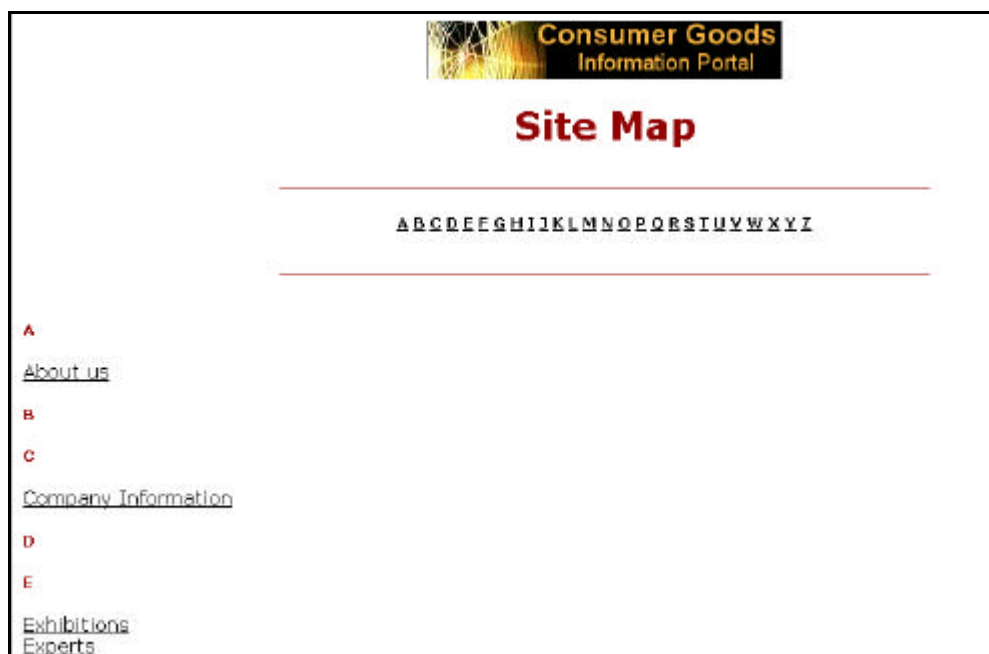 Consumer Goods
Information Portal
Site Map
A B C D E F G H I J K L M N O P Q R S T U V W X Y Z
A
About us
B
C
Company Information
D
E
Exhibitions
Experts